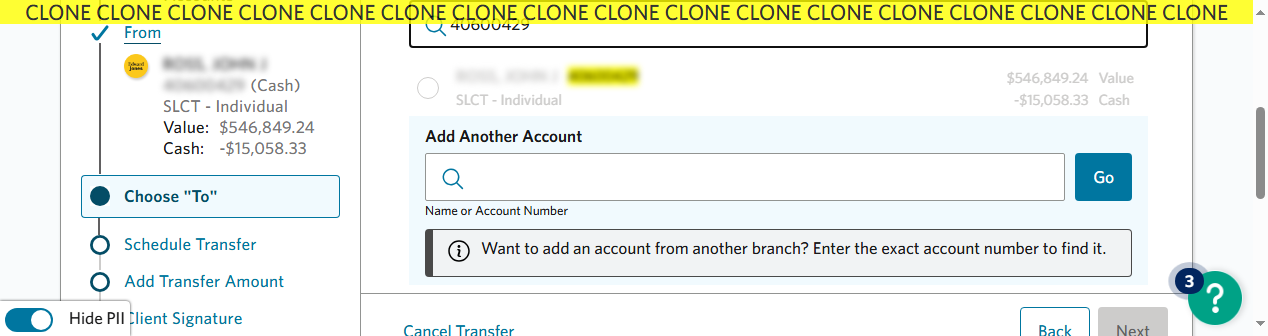 CLONE CLONE CLONE CLONE CLONE CLONE CLONE CLONE CLONE CLONE CLONE CLONE CLONE CLONE CLONE CLONE CLONE
From
Edward Jones
(Cash)
SLCT - Individual
Value: $546,849.24
Cash: -$15,058.33
Choose "To"
Schedule Transfer
Add Transfer Amount
Client Signature
Hide PII
40600429
$546,849.24 Value
SLCT - Individual
-$15,058.33 Cash
Add Another Account
Go
Name or Account Number
Want to add an account from another branch? Enter the exact account number to find it.
Cancel Transfer
Back
Next
3
?